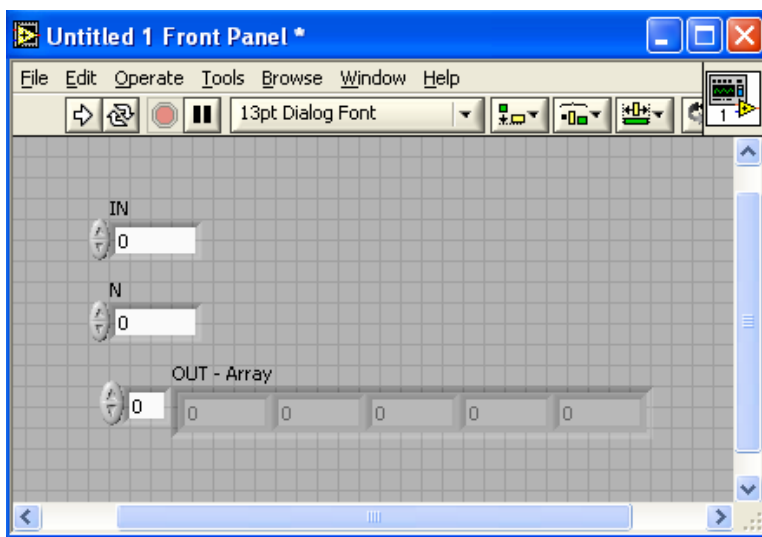 Untitled 1 Front Panel *
File Edit Operate Tools Browse Window Help
13pt Dialog Font
1
IN
0
N
0
OUT - Array
0 0 0 0 0 0